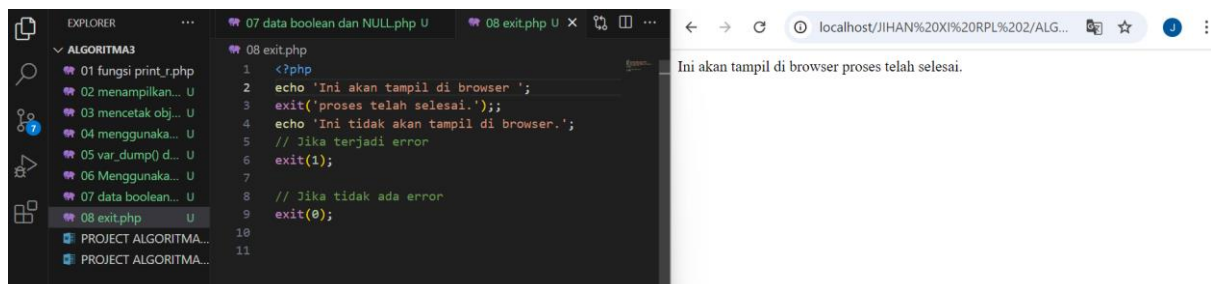 EXPLORER ...
ALGORITMA3
01 fungsi print_r.php
02 menampilkan... U
03 mencetak obj... U
04 menggunaka... U
05 var_dump() d... U
06 Menggunaka... U
07 data boolean... U
08 exit.php U
PROJECT ALGORITMA...
PROJECT ALGORITMA...
7
07 data boolean dan NULL.php U
08 exit.php U
08 exit.php
1 <?php
2 echo 'Ini akan tampil di browser ';
3 exit('proses telah selesai.');;
4 echo 'Ini tidak akan tampil di browser.';
5 // Jika terjadi error
6 exit(1);
7
8 // Jika tidak ada error
9 exit(0);
10
11
localhost/JIHAN%20XI%20RPL%202/ALG...
J
Ini akan tampil di browser proses telah selesai.